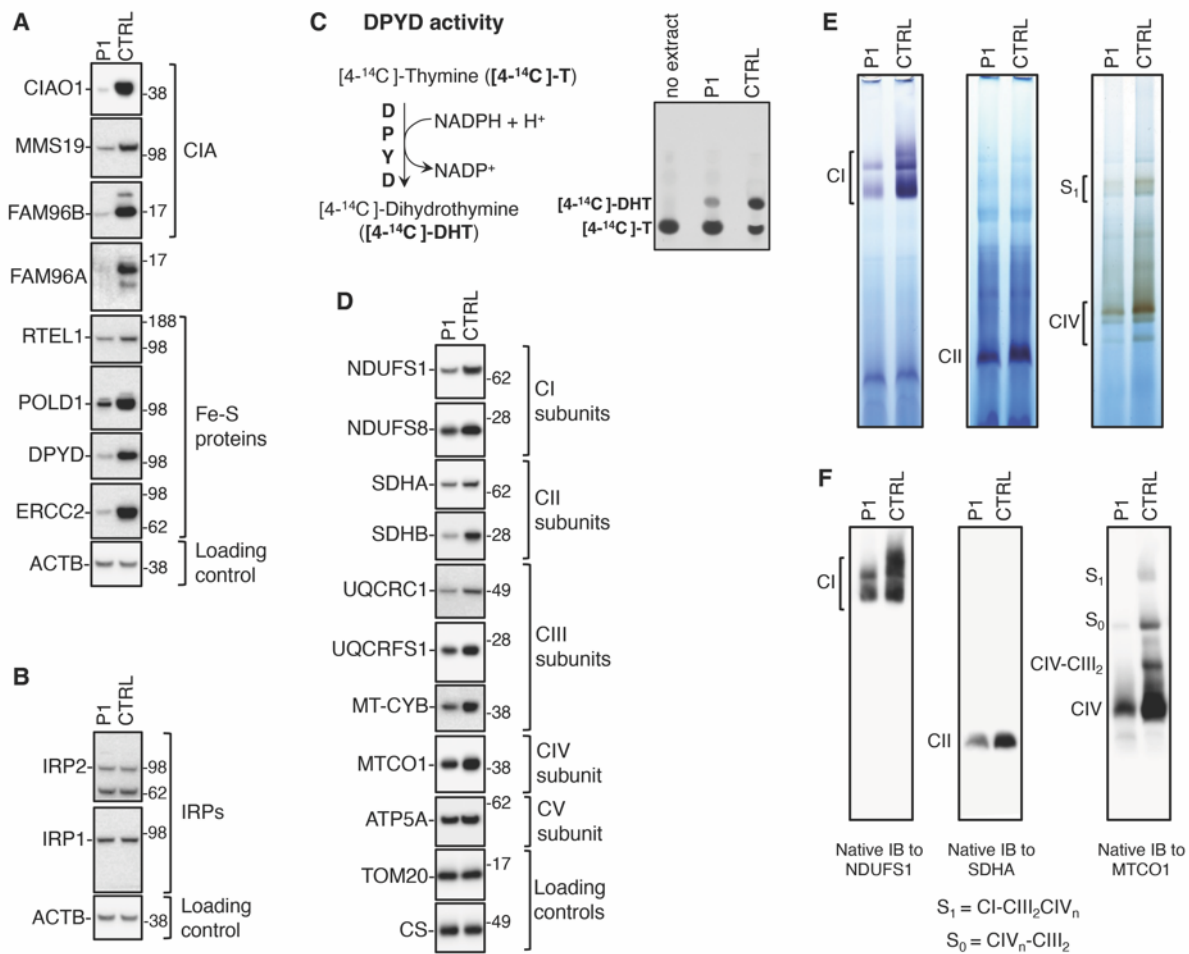 A
P1
CTRL
CIAO1
-38
MMS19
-98
CIA
FAM96B
-17
FAM96A
-17
RTEL1
-188
-98
POLD1
-98
Fe-S
proteins
DPYD
-98
ERCC2
-98
-62
ACTB
-38
Loading
control
B
P1
CTRL
IRP2
-98
-62
IRPs
IRP1
-98
ACTB
-38
Loading
control
C
DPYD activity
[4-¹⁴C]-Thymine ([4-¹⁴C]-T)
D
P
Y
D
NADPH + H⁺
NADP⁺
[4-¹⁴C]-Dihydrothymine
([4-¹⁴C]-DHT)
no extract
P1
CTRL
[4-¹⁴C]-DHT
[4-¹⁴C]-T
D
P1
CTRL
NDUFS1
-62
CI
subunits
NDUFS8
-28
SDHA
-62
CII
subunits
SDHB
-28
UQCRC1
-49
UQCRFS1
-28
CIII
subunits
MT-CYB
-38
MTCO1
-38
CIV
subunit
ATP5A
-62
CV
subunit
TOM20
-17
Loading
controls
CS
-49
E
P1
CTRL
CI
P1
CTRL
CII
P1
CTRL
S₁
CIV
F
P1
CTRL
CI
Native IB to
NDUFS1
P1
CTRL
CII
Native IB to
SDHA
P1
CTRL
S₁
S₀
CIV-CIII₂
CIV
Native IB to
MTCO1
S₁ = CI-CIII₂CIVₙ
S₀ = CIVₙ-CIII₂